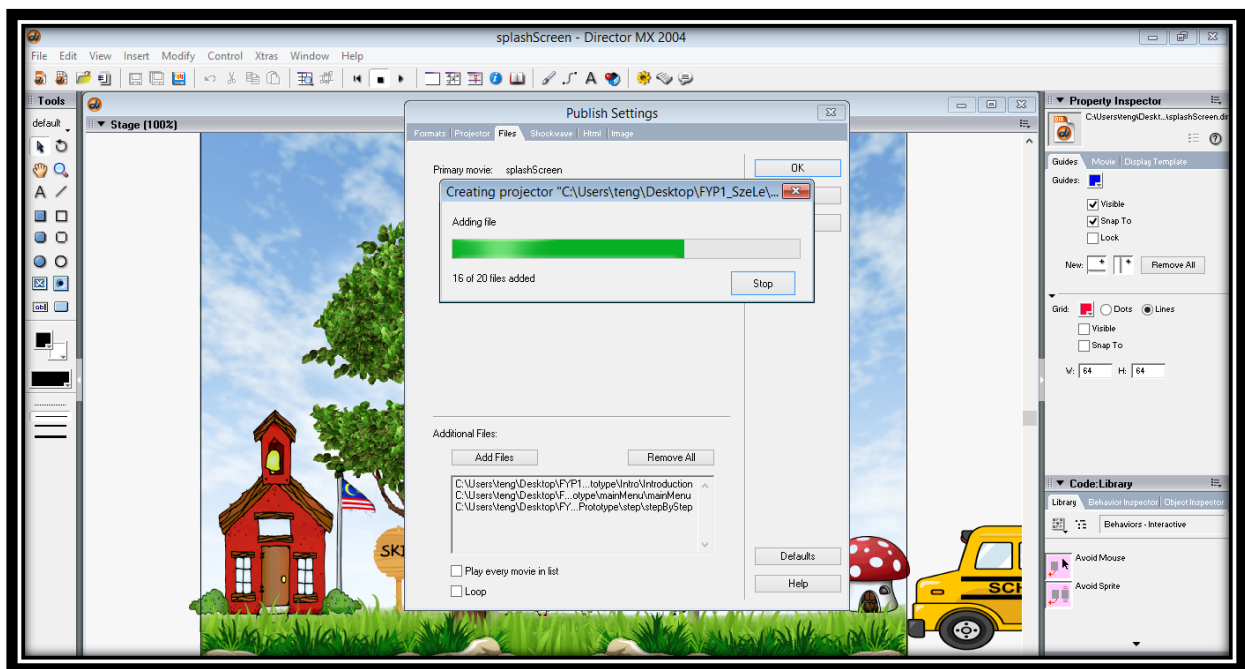 splashScreen - Director MX 2004
File Edit View Insert Modify Control Xtras Window Help
Tools
default
Stage (100%)
Publish Settings
Formats Projector Files Shockwave Html Image
Primary movie: splashScreen
OK
Creating projector "C:\Users\teng\Desktop\FYP1_SzeLe\...
Adding file
16 of 20 files added
Stop
Additional Files:
Add Files Remove All
C:\Users\teng\Desktop\FYP1...totype\Intro\Introduction
C:\Users\teng\Desktop\F...otype\mainMenu\mainMenu
C:\Users\teng\Desktop\FY...Prototype\step\stepByStep
Play every movie in list
Loop
Defaults
Help
SKI
SCH
Property Inspector
C:\Users\teng\Deskt...\splashScreen.dir
Guides Movie Display Template
Guides:
Visible
Snap To
Lock
New: Remove All
Grid: Dots Lines
Visible
Snap To
W: 64 H: 64
Code:Library
Library Behavior Inspector Object Inspector
Behaviors - Interactive
Avoid Mouse
Avoid Sprite